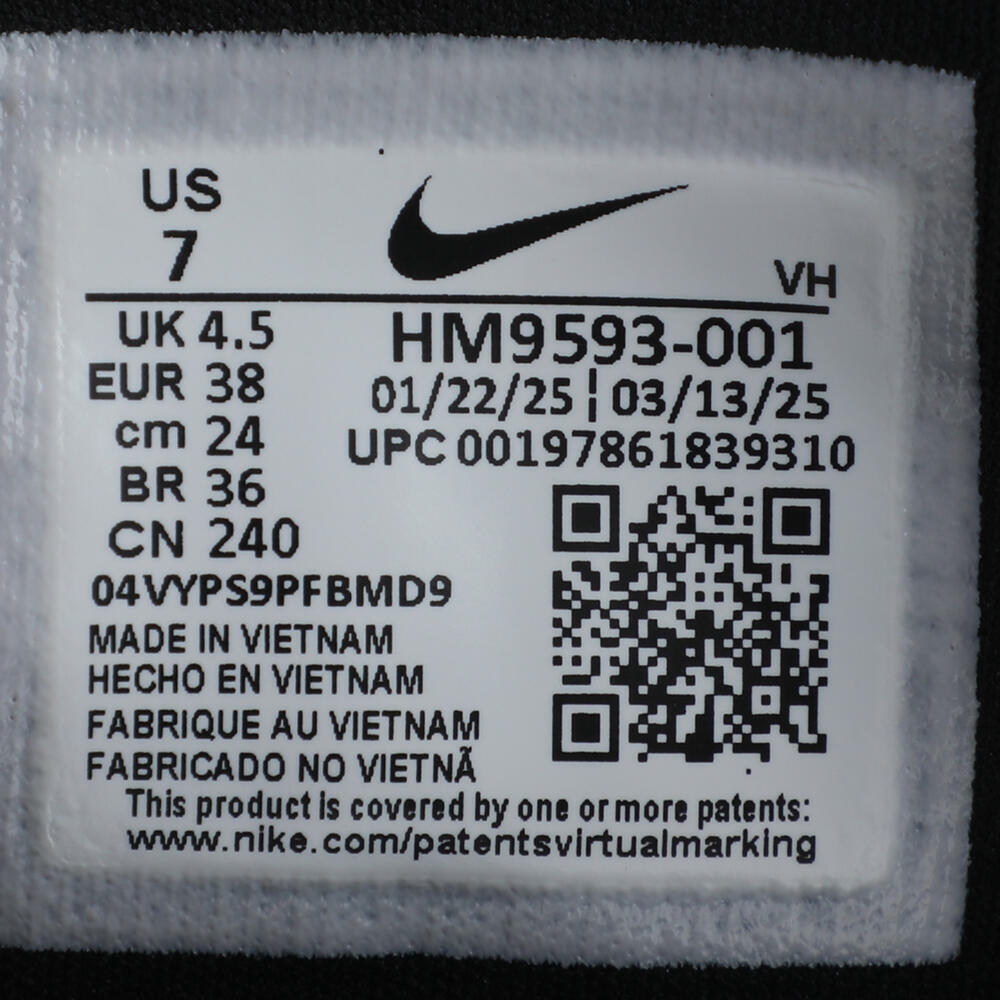 US
7
VH
UK 4.5
EUR 38
cm 24
BR 36
CN 240
HM9593-001
01/22/25 ¦ 03/13/25
UPC 00197861839310
04VYPS9PFBMD9
MADE IN VIETNAM
HECHO EN VIETNAM
FABRIQUE AU VIETNAM
FABRICADO NO VIETNÃ
This product is covered by one or more patents:
www.nike.com/patentsvirtualmarking